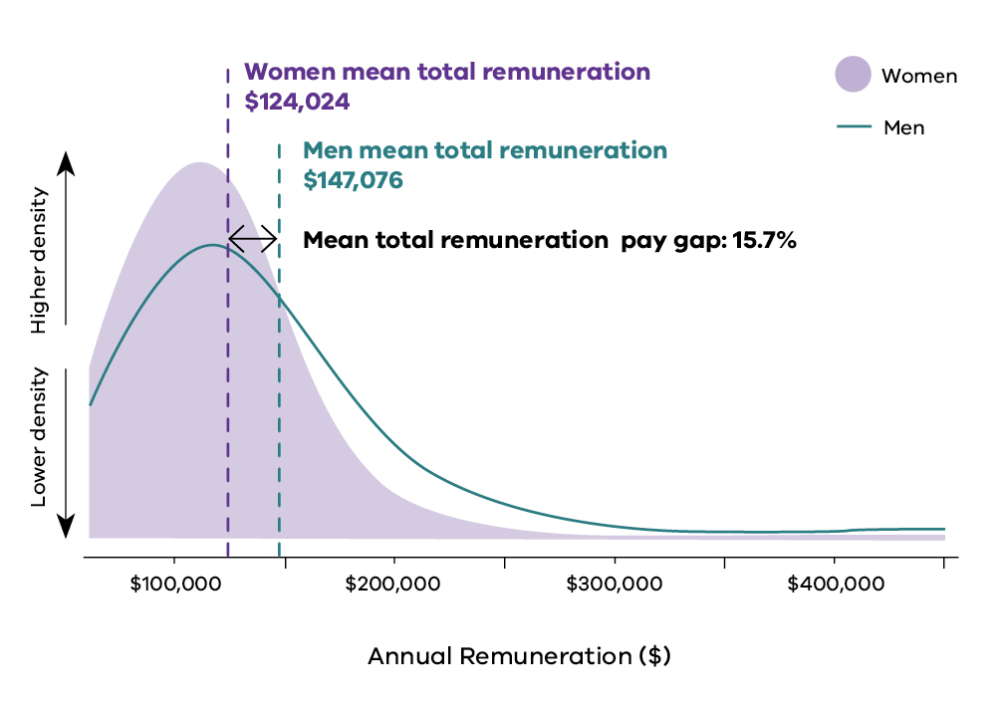 Women mean total remuneration
$124,024
Women
Men
Men mean total remuneration
$147,076
Mean total remuneration  pay gap: 15.7%
Higher density
Lower density
$100,000
$200,000
$300,000
$400,000
Annual Remuneration ($)